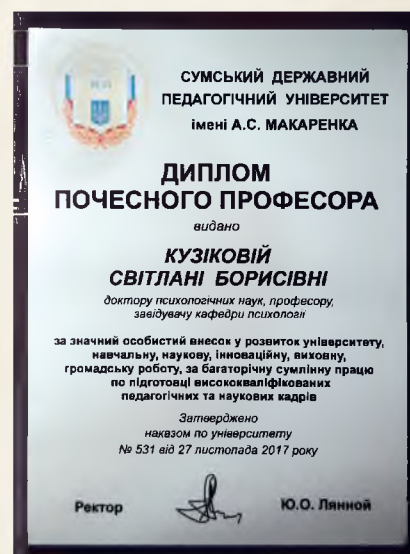 СУМСЬКИЙ ДЕРЖАВНИЙ
ПЕДАГОГІЧНИЙ УНІВЕРСИТЕТ
імені А.С. МАКАРЕНКА
ДИПЛОМ
ПОЧЕСНОГО ПРОФЕСОРА
видано
КУЗІКОВІЙ
СВІТЛАНІ БОРИСІВНІ
доктору психологічних наук, професору,
завідувачу кафедри психології
за значний особистий внесок у розвиток університету,
навчальну, наукову, інноваційну, виховну,
громадську роботу, за багаторічну сумлінну працю
по підготовці висококваліфікованих
педагогічних та наукових кадрів
Затверджено
наказом по університету
№ 531 від 27 листопада 2017 року
Ректор Ю.О. Лянной